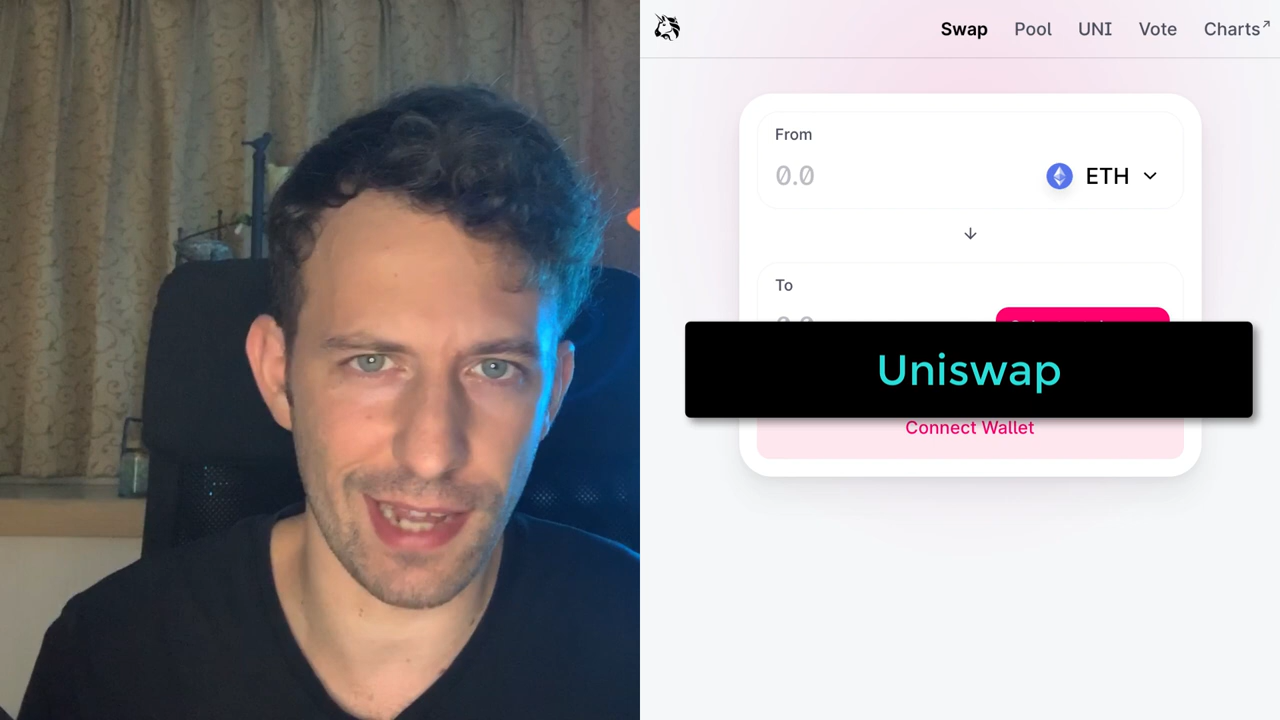 Swap Pool UNI Vote Charts↗
From
0.0 ETH
To
Uniswap
Connect Wallet